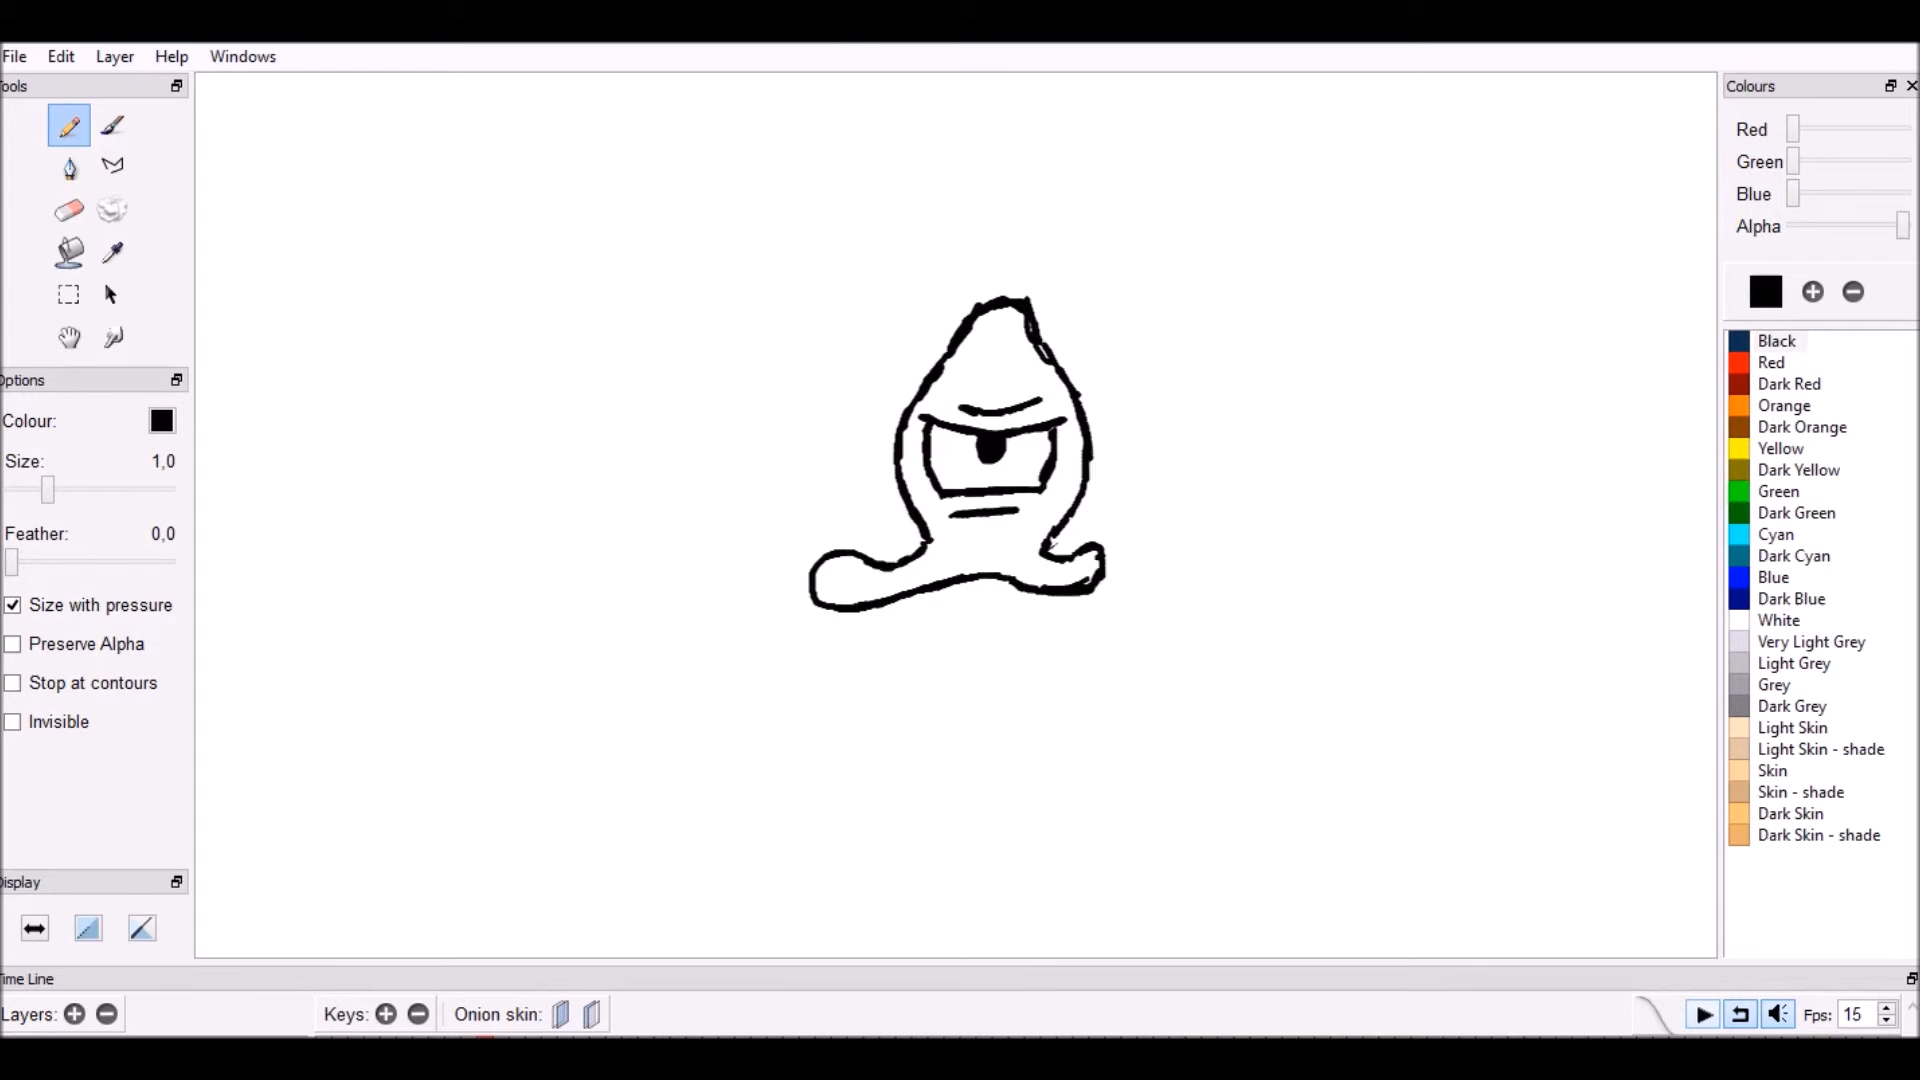 File Edit Layer Help Windows
ools
Colours
Red
Green
Blue
Alpha
Options
Colour:
Size: 1,0
Feather: 0,0
Size with pressure
Preserve Alpha
Stop at contours
Invisible
Black
Red
Dark Red
Orange
Dark Orange
Yellow
Dark Yellow
Green
Dark Green
Cyan
Dark Cyan
Blue
Dark Blue
White
Very Light Grey
Light Grey
Grey
Dark Grey
Light Skin
Light Skin - shade
Skin
Skin - shade
Dark Skin
Dark Skin - shade
Display
Time Line
Layers: Keys: Onion skin: Fps: 15